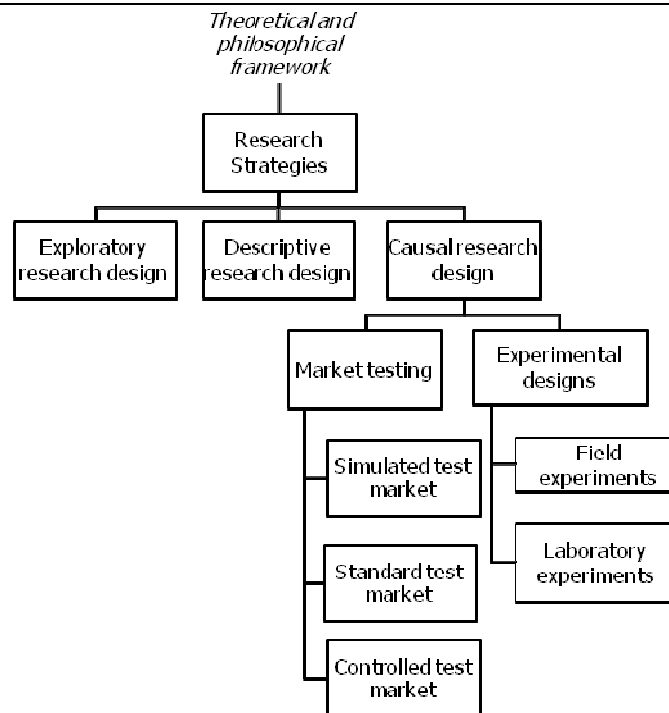 Theoretical and
philosophical
framework
Research
Strategies
Exploratory
research design
Descriptive
research design
Causal research
design
Market testing
Experimental
designs
Simulated test
market
Standard test
market
Controlled test
market
Field
experiments
Laboratory
experiments